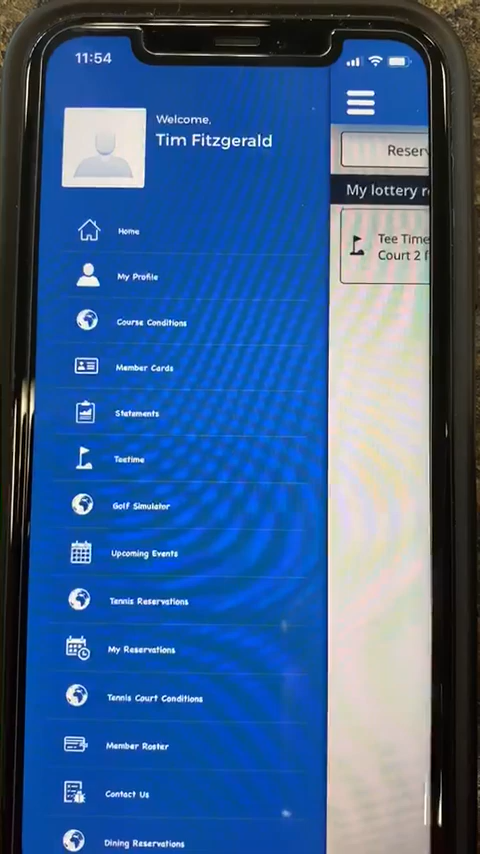 11:54
Welcome,
Tim Fitzgerald
Home
My Profile
Course Conditions
Member Cards
Statements
Teetime
Golf Simulator
Upcoming Events
Tennis Reservations
My Reservations
Tennis Court Conditions
Member Roster
Contact Us
Dining Reservations
Reser
My lottery r
Tee Time
Court 2 f